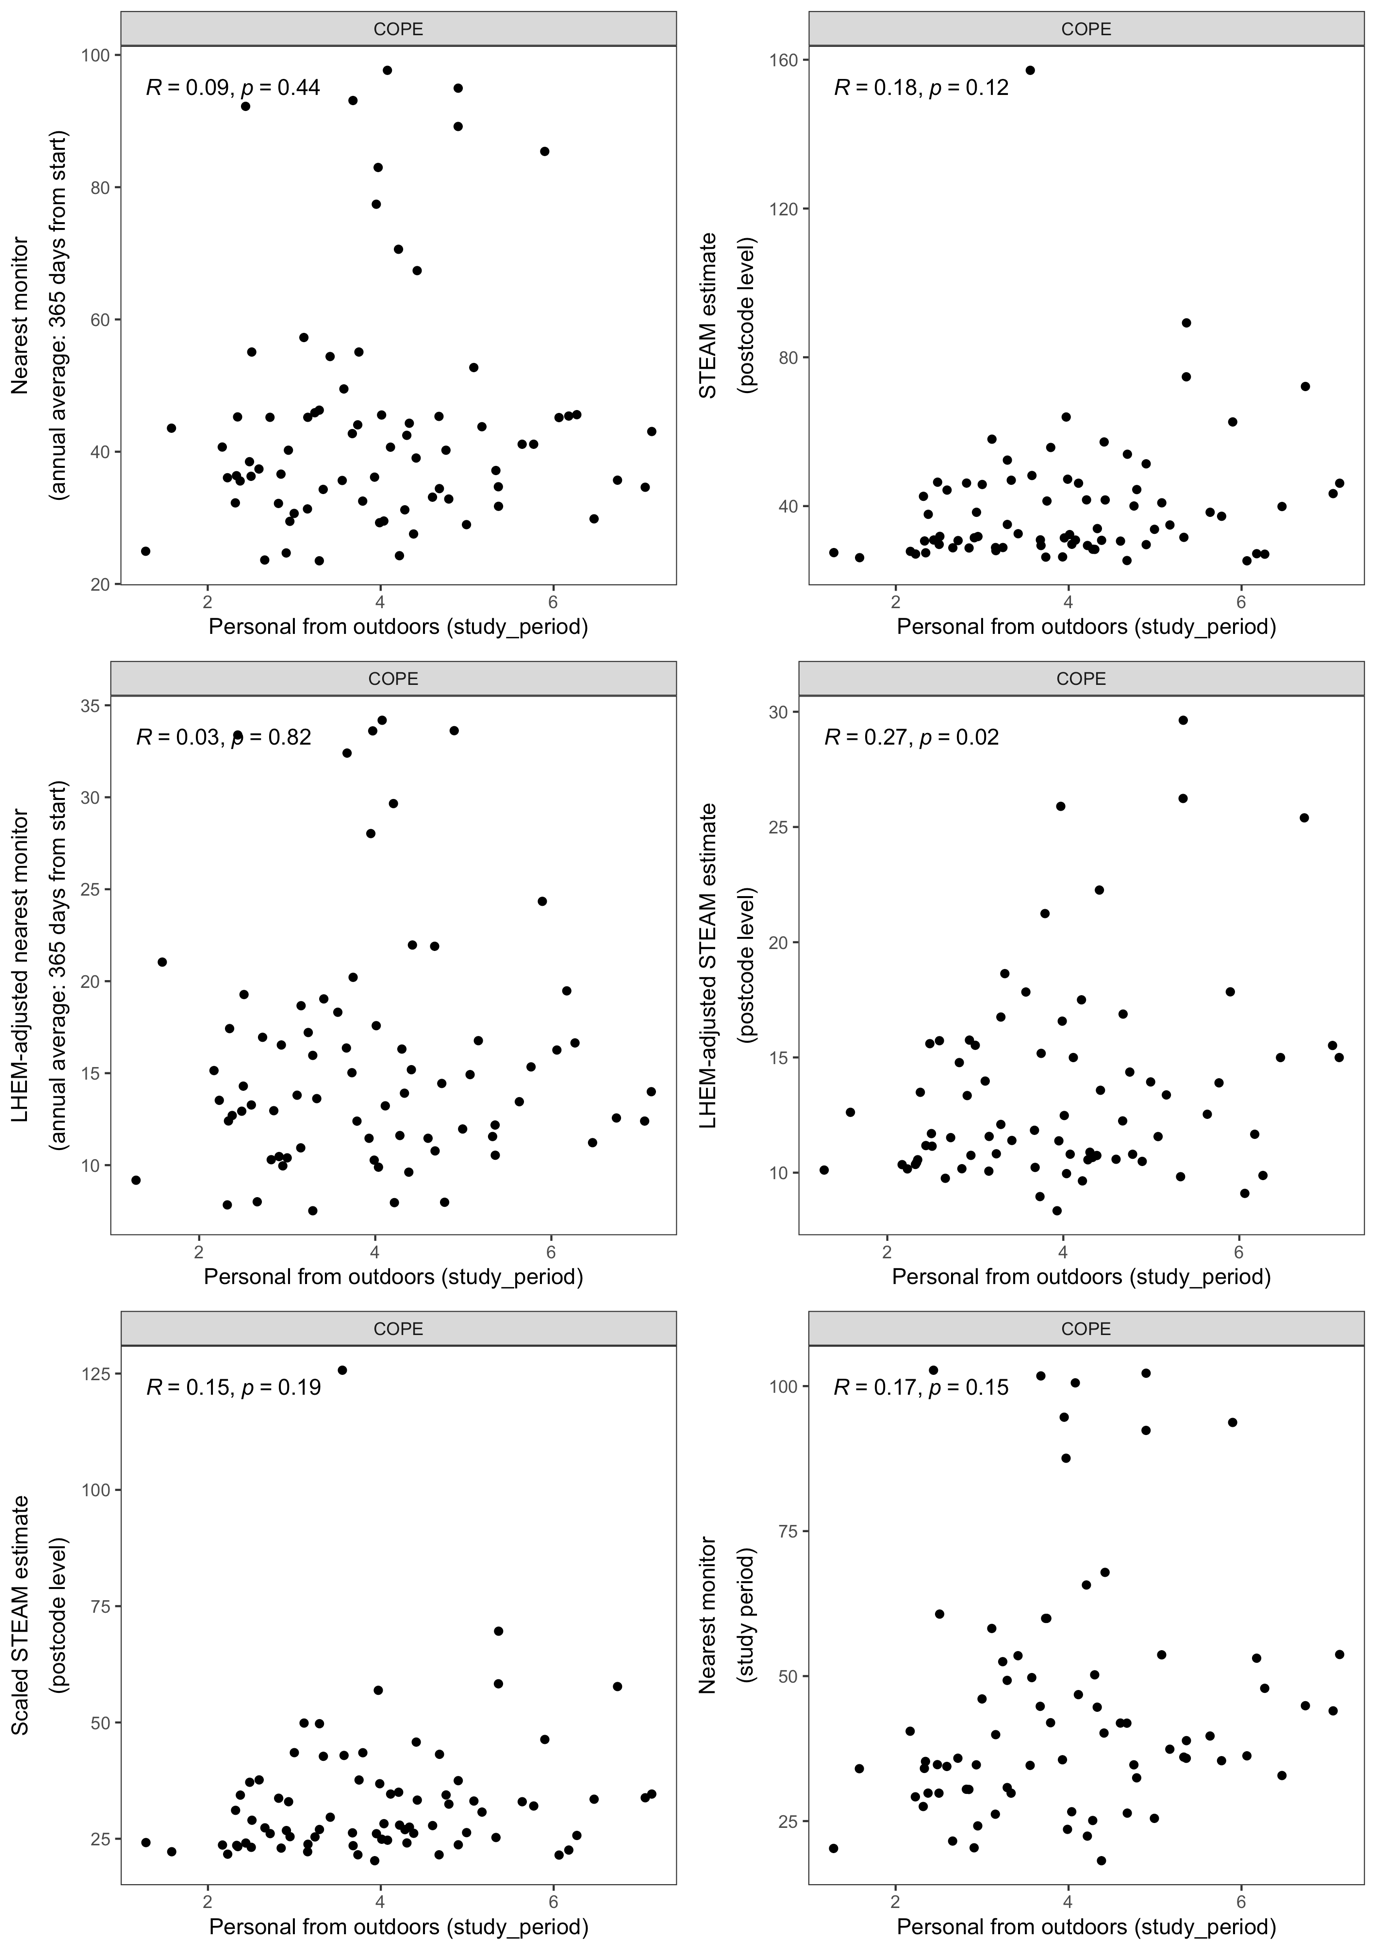 COPE
R = 0.09, p = 0.44
Nearest monitor
(annual average: 365 days from start)
100
80
60
40
20
2 4 6
Personal from outdoors (study_period)
COPE
R = 0.18, p = 0.12
STEAM estimate
(postcode level)
160
120
80
40
2 4 6
Personal from outdoors (study_period)
COPE
R = 0.03, p = 0.82
LHEM-adjusted nearest monitor
(annual average: 365 days from start)
35
30
25
20
15
10
2 4 6
Personal from outdoors (study_period)
COPE
R = 0.27, p = 0.02
LHEM-adjusted STEAM estimate
(postcode level)
30
25
20
15
10
2 4 6
Personal from outdoors (study_period)
COPE
R = 0.15, p = 0.19
Scaled STEAM estimate
(postcode level)
125
100
75
50
25
2 4 6
Personal from outdoors (study_period)
COPE
R = 0.17, p = 0.15
Nearest monitor
(study period)
100
75
50
25
2 4 6
Personal from outdoors (study_period)